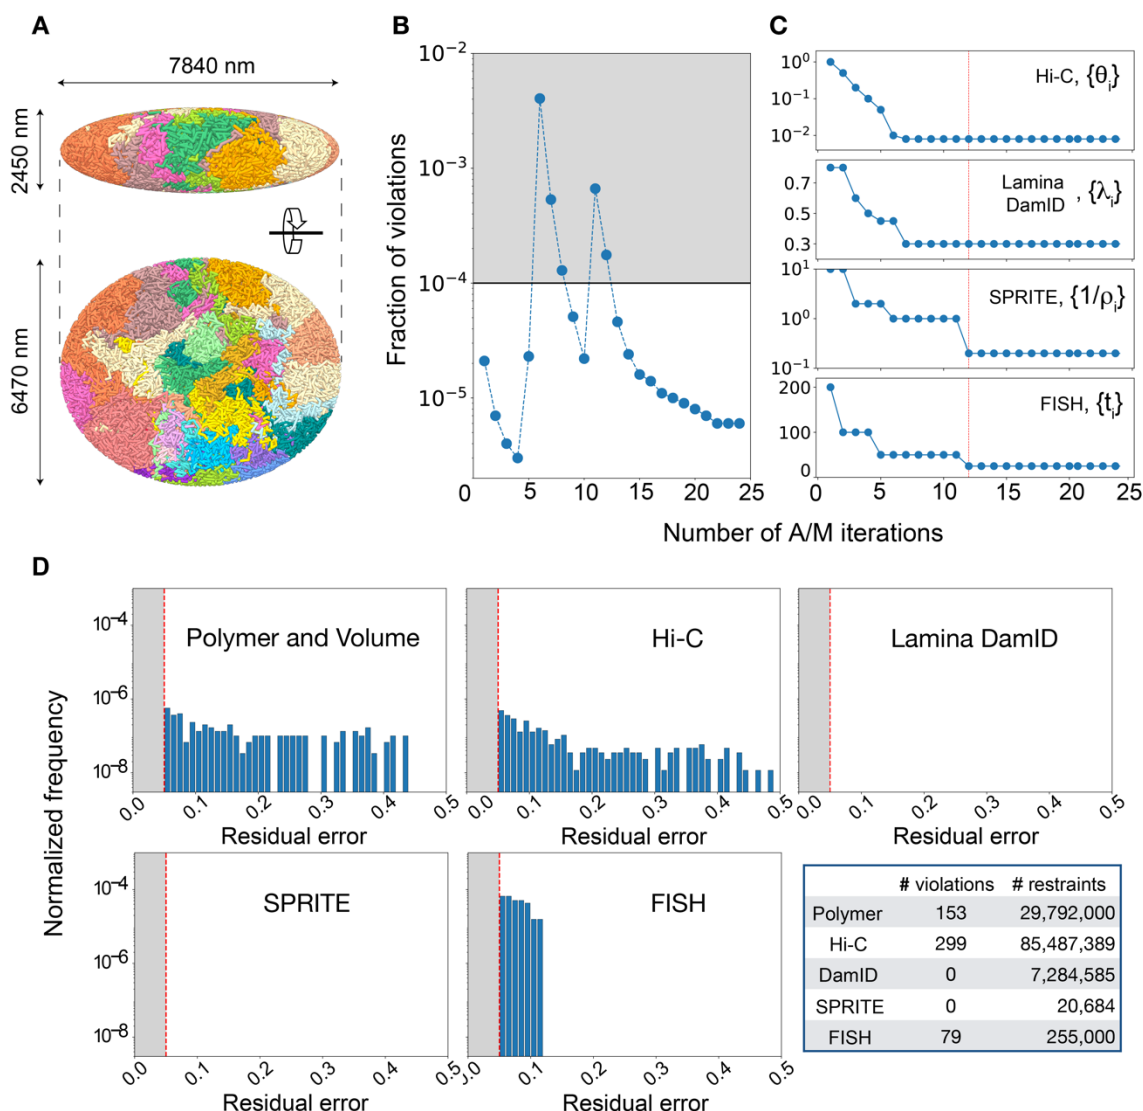 A
7840 nm
2450 nm
6470 nm
B
Fraction of violations
10⁻²
10⁻³
10⁻⁴
10⁻⁵
0 5 10 15 20 25
C
10⁰
10⁻¹
10⁻²
Hi-C, {θᵢ}
0.7
0.5
0.3
Lamina
DamID , {λᵢ}
10¹
10⁰
10⁻¹
SPRITE, {1/ρᵢ}
200
100
0
FISH, {tᵢ}
0 5 10 15 20 25
Number of A/M iterations
D
Normalized frequency
10⁻⁴
10⁻⁶
10⁻⁸
Polymer and Volume
0.0 0.1 0.2 0.3 0.4 0.5
Residual error
Hi-C
0.0 0.1 0.2 0.3 0.4 0.5
Residual error
Lamina DamID
0.0 0.1 0.2 0.3 0.4 0.5
Residual error
10⁻⁴
10⁻⁶
10⁻⁸
SPRITE
0.0 0.1 0.2 0.3 0.4 0.5
Residual error
FISH
0.0 0.1 0.2 0.3 0.4 0.5
Residual error
# violations # restraints
Polymer 153 29,792,000
Hi-C 299 85,487,389
DamID 0 7,284,585
SPRITE 0 20,684
FISH 79 255,000